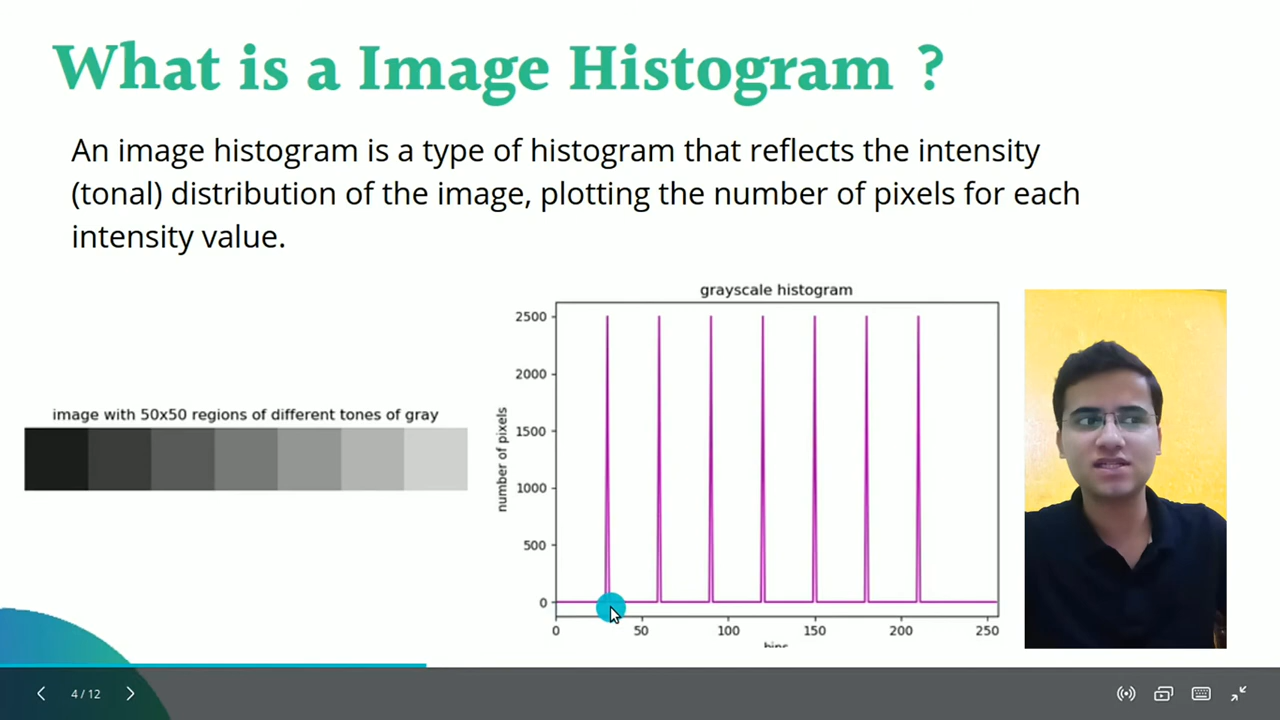 What is a Image Histogram ?
An image histogram is a type of histogram that reflects the intensity
(tonal) distribution of the image, plotting the number of pixels for each
intensity value.
image with 50x50 regions of different tones of gray
grayscale histogram
number of pixels
2500
2000
1500
1000
500
0
0 50 100 150 200 250
bins
4 / 12